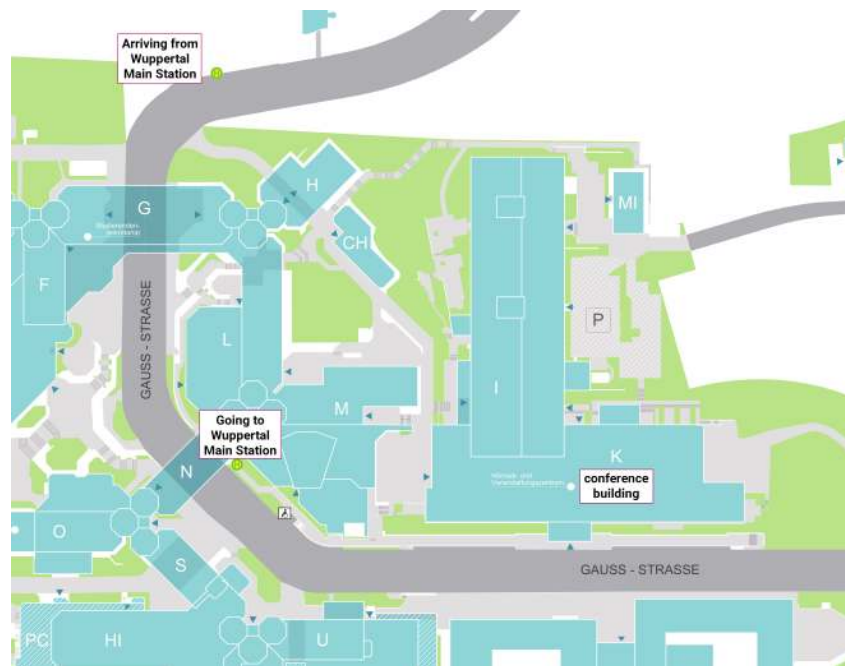 Arriving from
Wuppertal
Main Station
H
MI
G
CH
F
P
GAUSS - STRASSE
L
I
M
Going to
Wuppertal
Main Station
K
N
conference
building
O
S
GAUSS - STRASSE
PC
HI
U